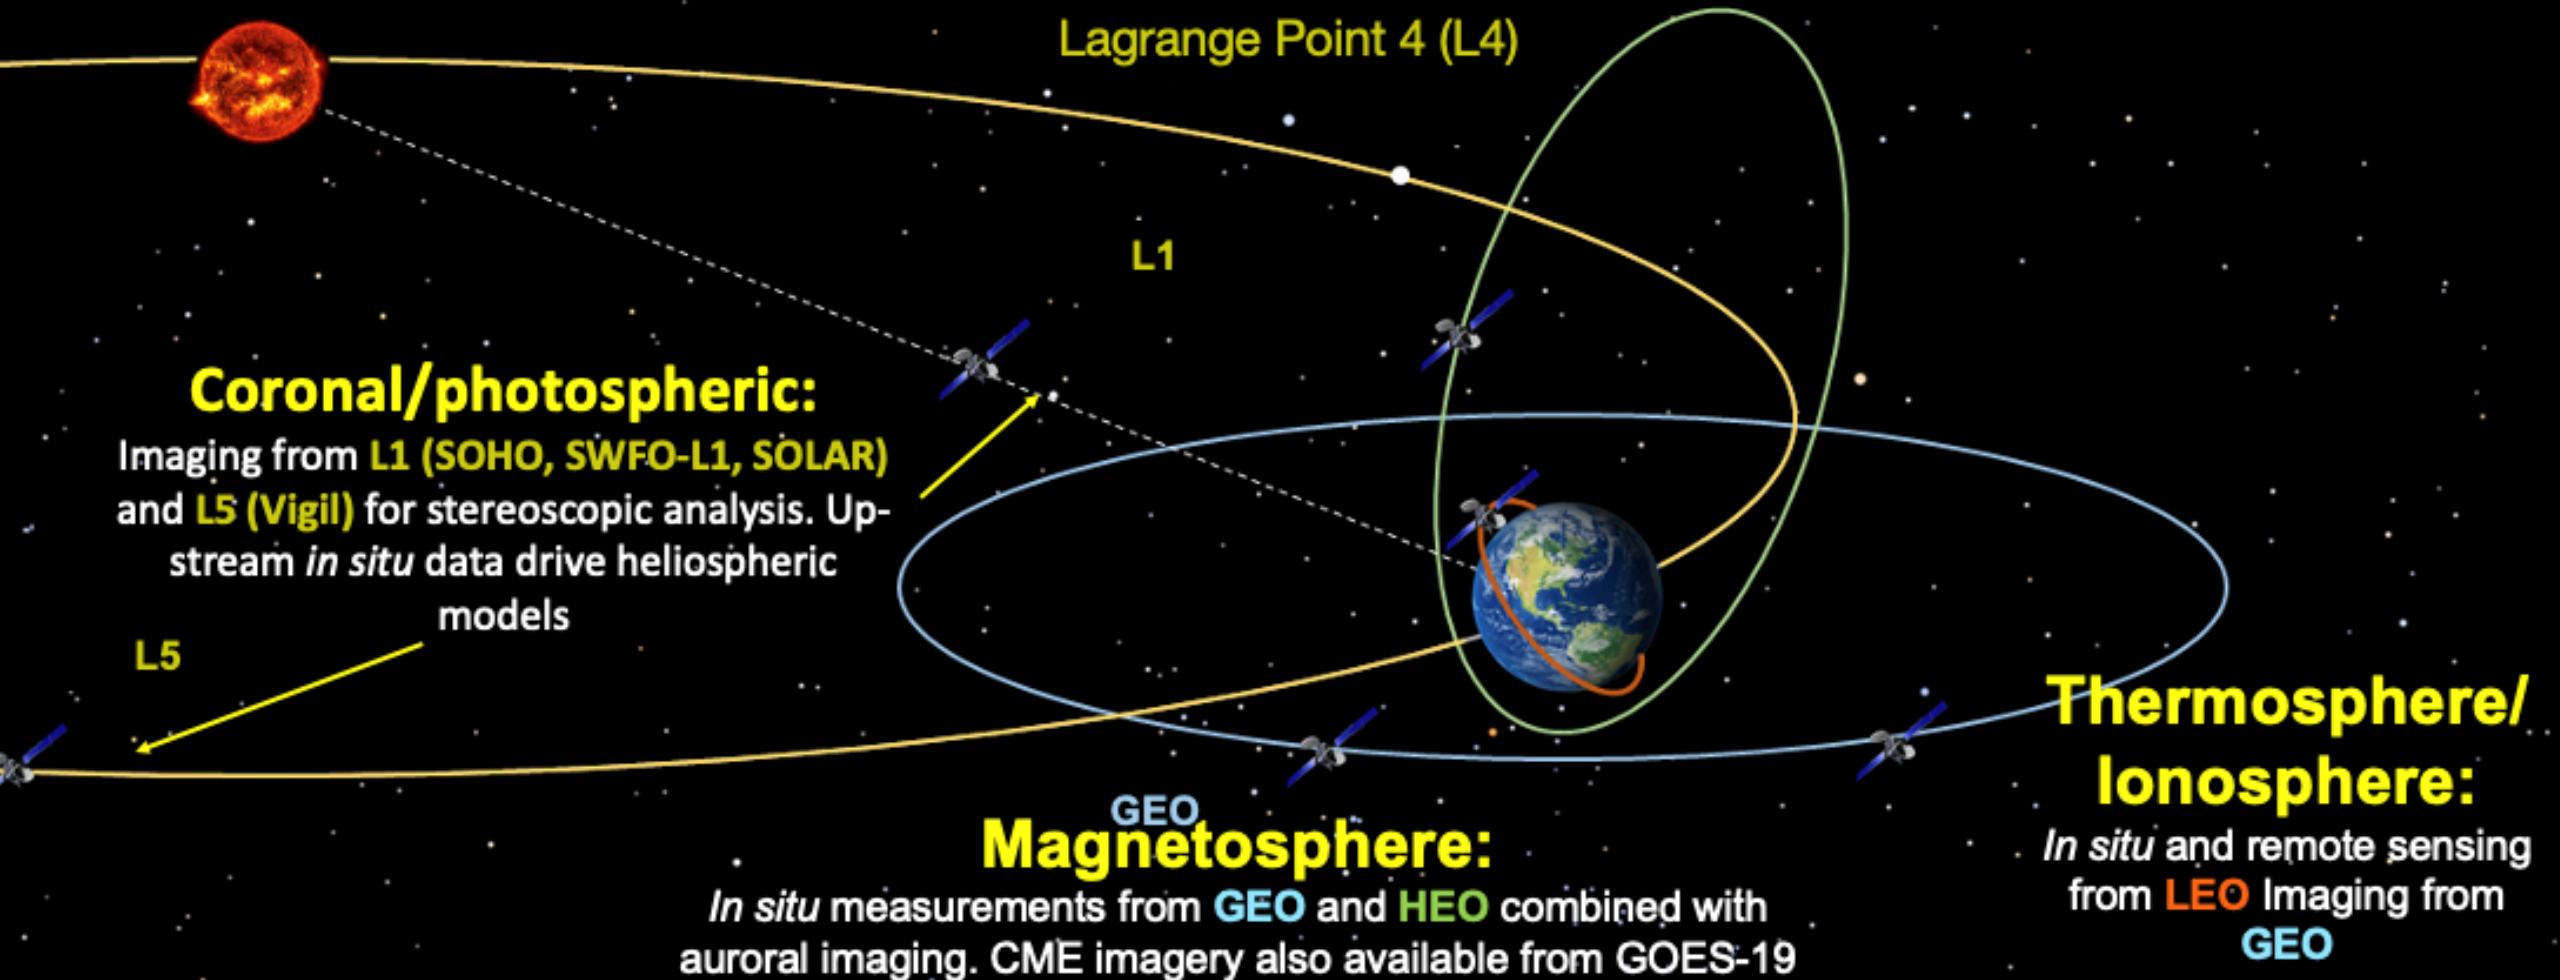 Lagrange Point 4 (L4)
L1
Coronal/photospheric:
Imaging from L1 (SOHO, SWFO-L1, SOLAR)
and L5 (Vigil) for stereoscopic analysis. Up-
stream in situ data drive heliospheric
models
L5
GEO
Magnetosphere:
In situ measurements from GEO and HEO combined with
auroral imaging. CME imagery also available from GOES-19
Thermosphere/
Ionosphere:
In situ and remote sensing
from LEO Imaging from
GEO